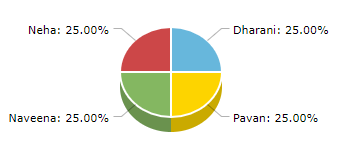 Neha: 25.00%
Dharani: 25.00%
Naveena: 25.00%
Pavan: 25.00%